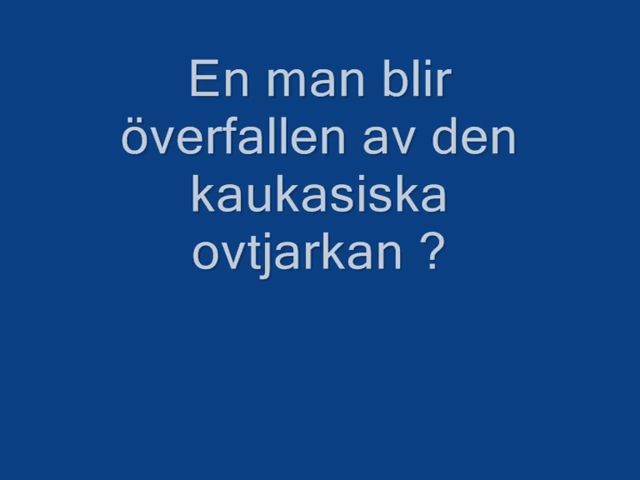 En man blir
överfallen av den
kaukasiska
ovtjarkan ?